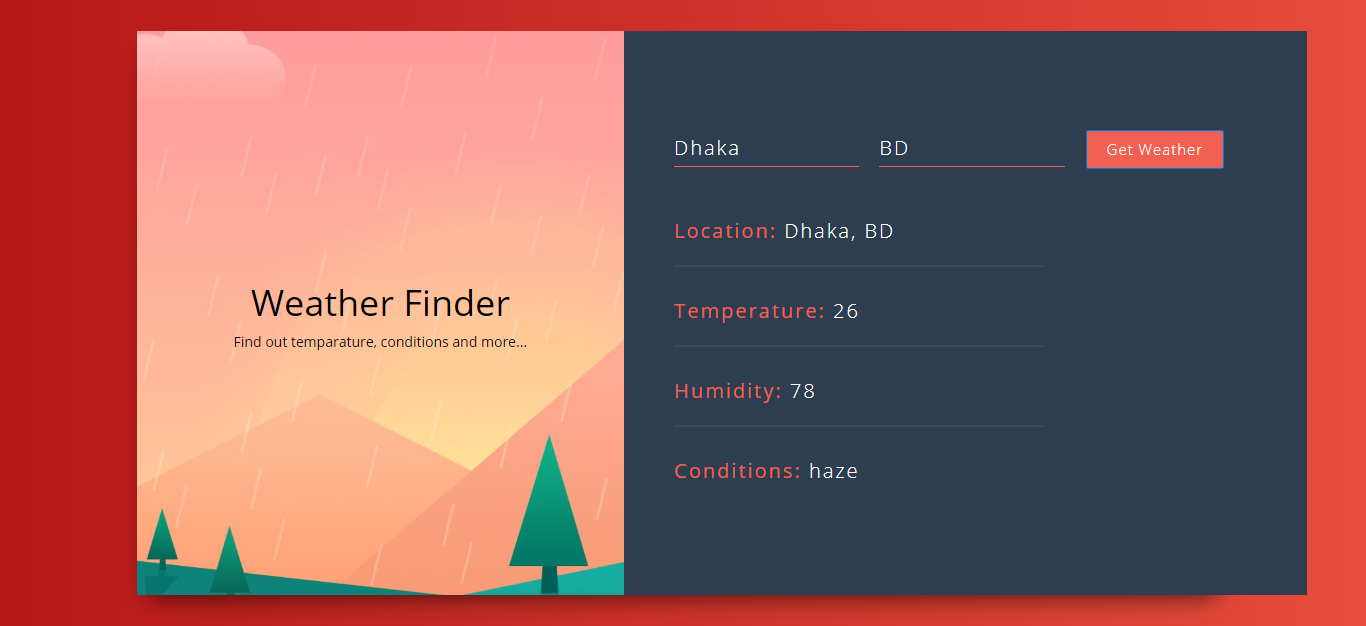 Weather Finder
Find out temparature, conditions and more...
Dhaka BD Get Weather
Location: Dhaka, BD
Temperature: 26
Humidity: 78
Conditions: haze